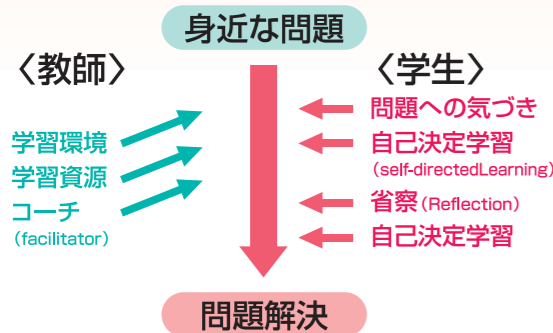 身近な問題
〈教師〉
学習環境
学習資源
コーチ
(facilitator)
〈学生〉
問題への気づき
自己決定学習
(self-directedLearning)
省察(Reflection)
自己決定学習
問題解決